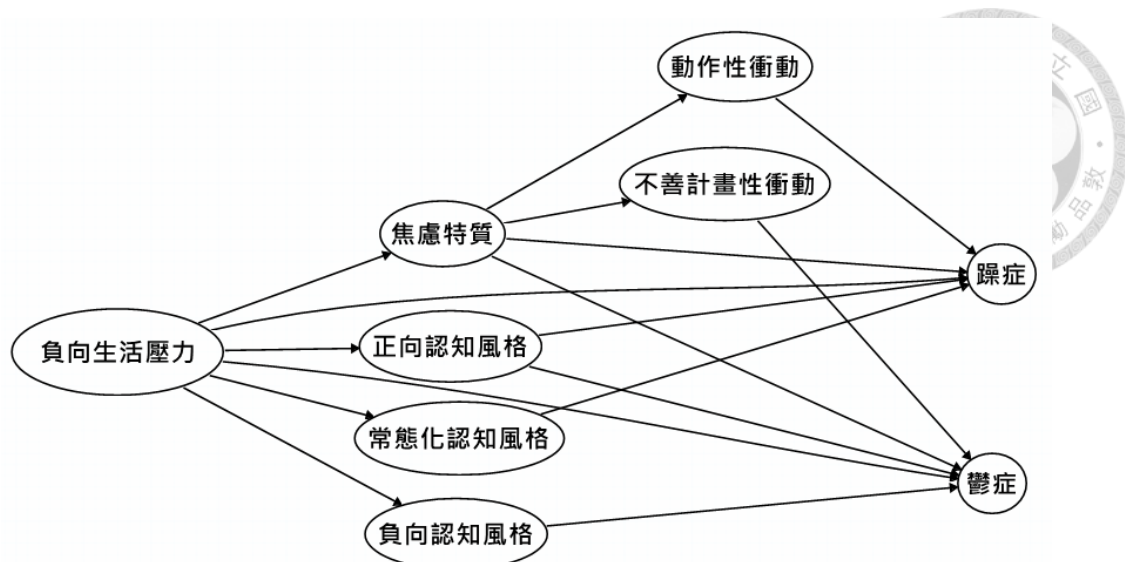 動作性衝動
不善計畫性衝動
焦慮特質
躁症
正向認知風格
負向生活壓力
常態化認知風格
鬱症
負向認知風格